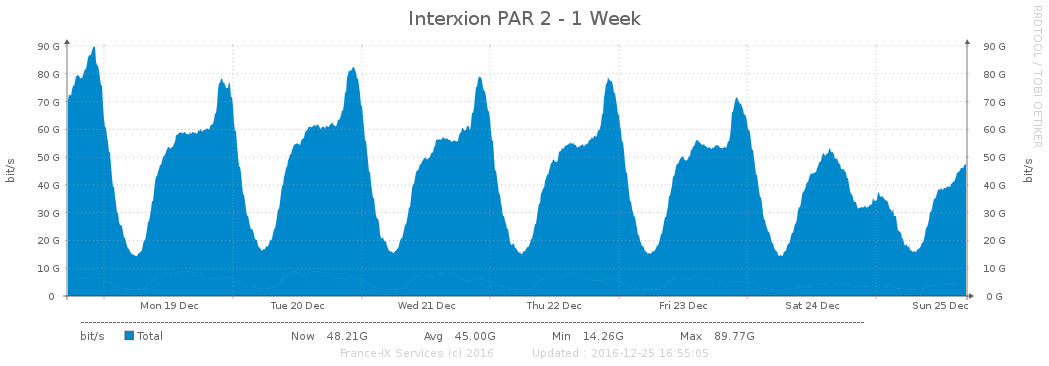 Interxion PAR 2 - 1 Week
RRDTOOL / TOBI OETIKER
bit/s
90 G
80 G
70 G
60 G
50 G
40 G
30 G
20 G
10 G
0
90 G
80 G
70 G
60 G
50 G
40 G
30 G
20 G
10 G
0 G
bit/s
Mon 19 Dec Tue 20 Dec Wed 21 Dec Thu 22 Dec Fri 23 Dec Sat 24 Dec Sun 25 Dec
bit/s Total Now 48.21G Avg 45.00G Min 14.26G Max 89.77G
France-IX Services (c) 2016 Updated : 2016-12-25 16:55:05